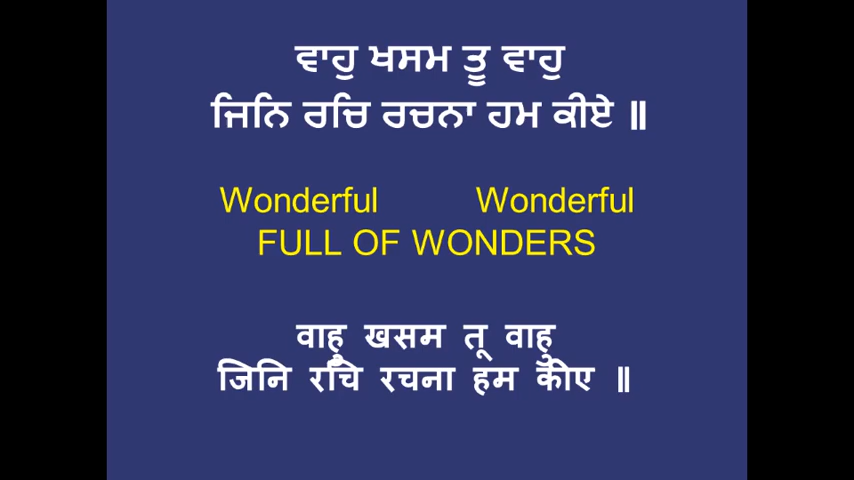 ਵਾਹੁ ਖਸਮ ਤੂ ਵਾਹੁ
ਜਿਨਿ ਰਚਿ ਰਚਨਾ ਹਮ ਕੀਏ ॥
Wonderful Wonderful
FULL OF WONDERS
वाहु खसम तू वाहु
जिनि रचि रचना हम कीए ॥